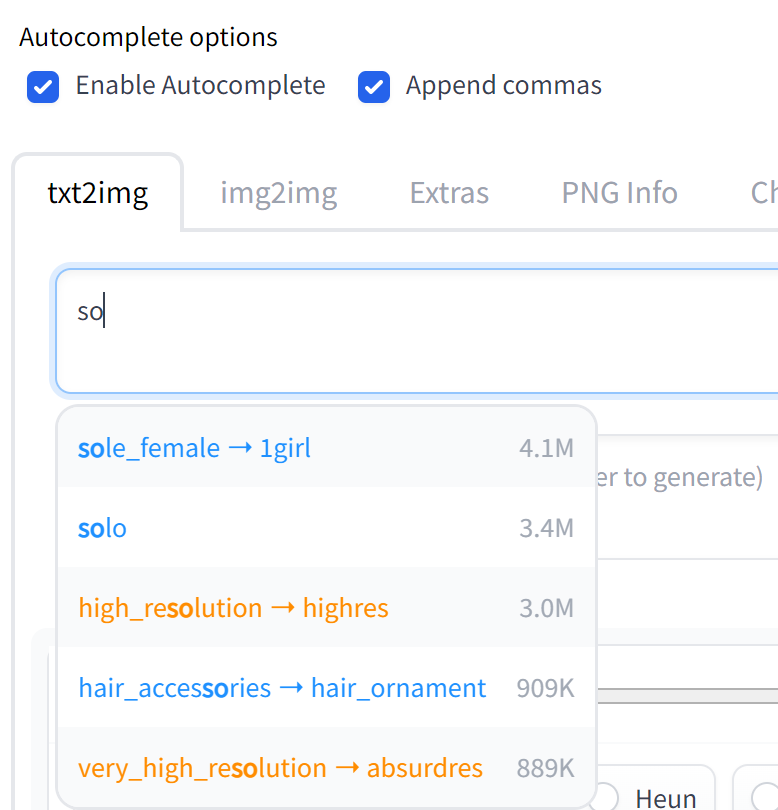 Autocomplete options
Enable Autocomplete Append commas
txt2img img2img Extras PNG Info Ch
so
sole_female → 1girl 4.1M
er to generate)
solo 3.4M
high_resolution → highres 3.0M
hair_accessories → hair_ornament 909K
very_high_resolution → absurdres 889K
Heun